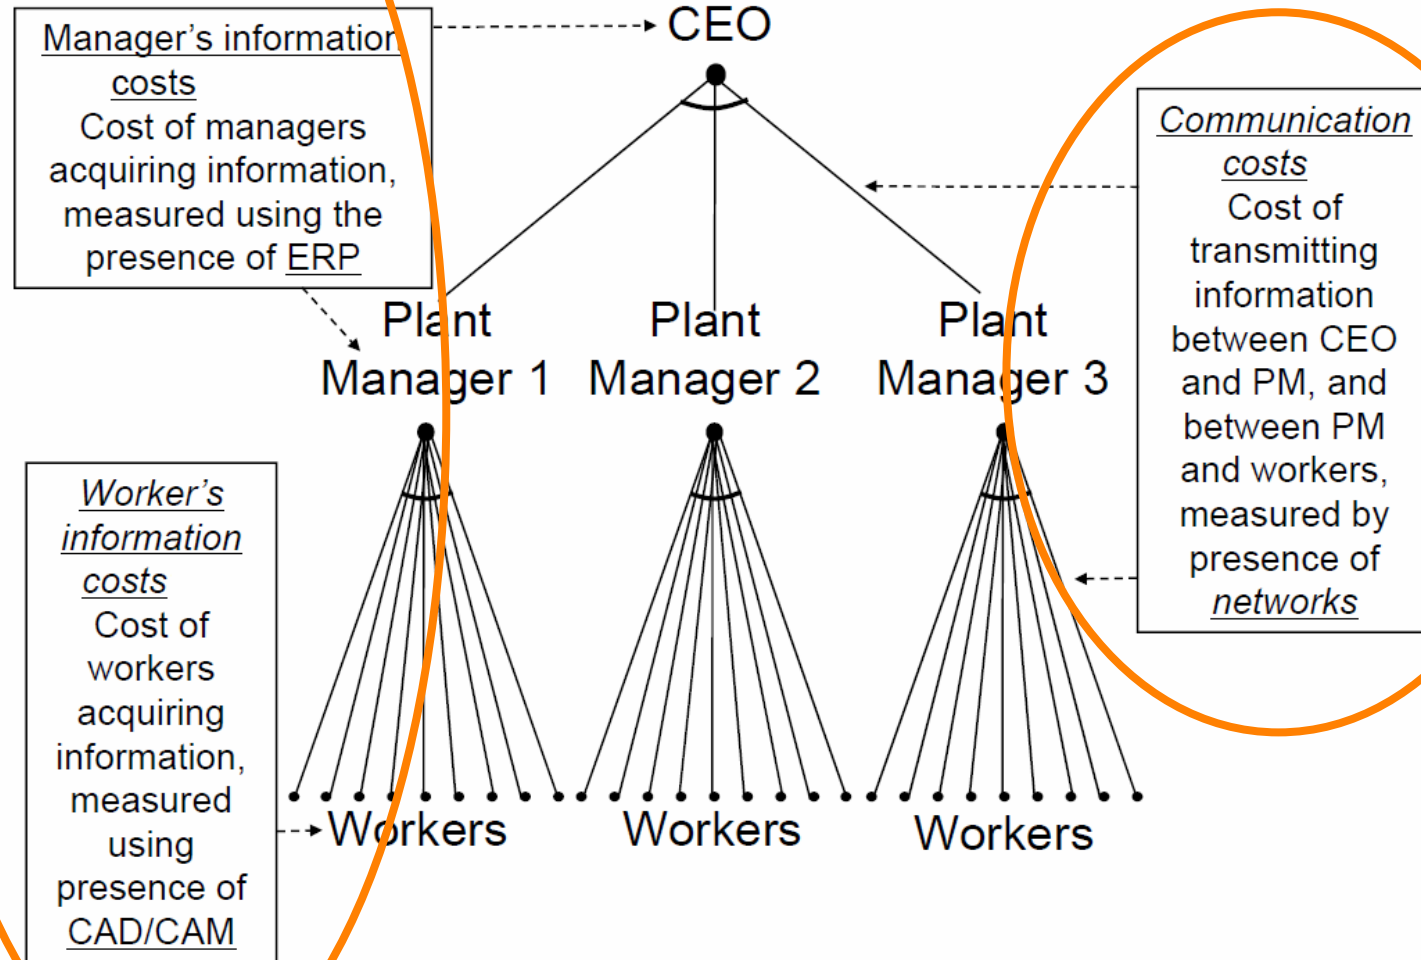 CEO
Manager's information
costs
Cost of managers
acquiring information,
measured using the
presence of ERP
Communication
costs
Cost of
transmitting
information
between CEO
and PM, and
between PM
and workers,
measured by
presence of
networks
Plant
Manager 1
Plant
Manager 2
Plant
Manager 3
Worker's
information
costs
Cost of
workers
acquiring
information,
measured
using
presence of
CAD/CAM
Workers
Workers
Workers